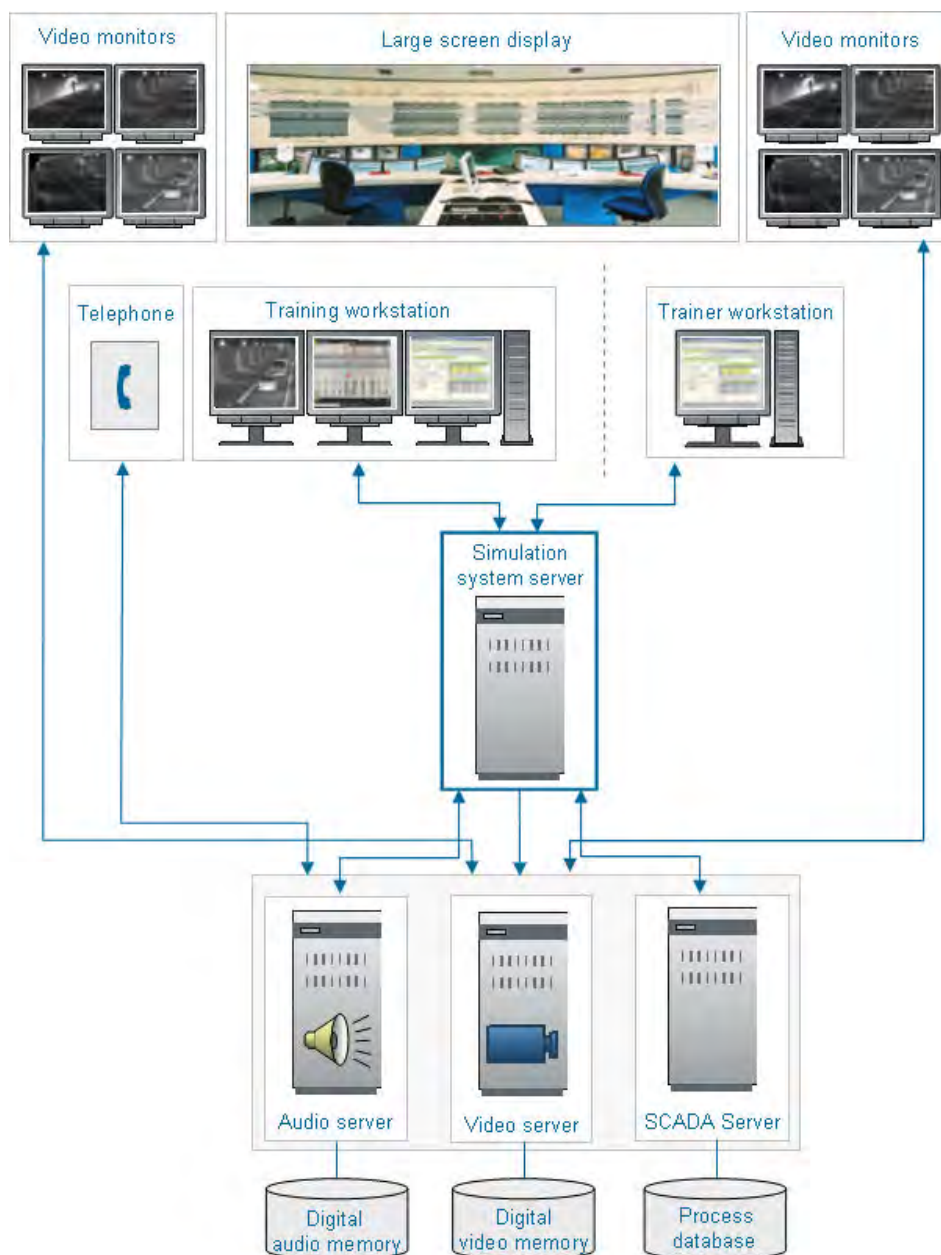 Video monitors
Large screen display
Video monitors
Telephone
Training workstation
Trainer workstation
Simulation
system server
Audio server
Video server
SCADA Server
Digital
audio memory
Digital
video memory
Process
database